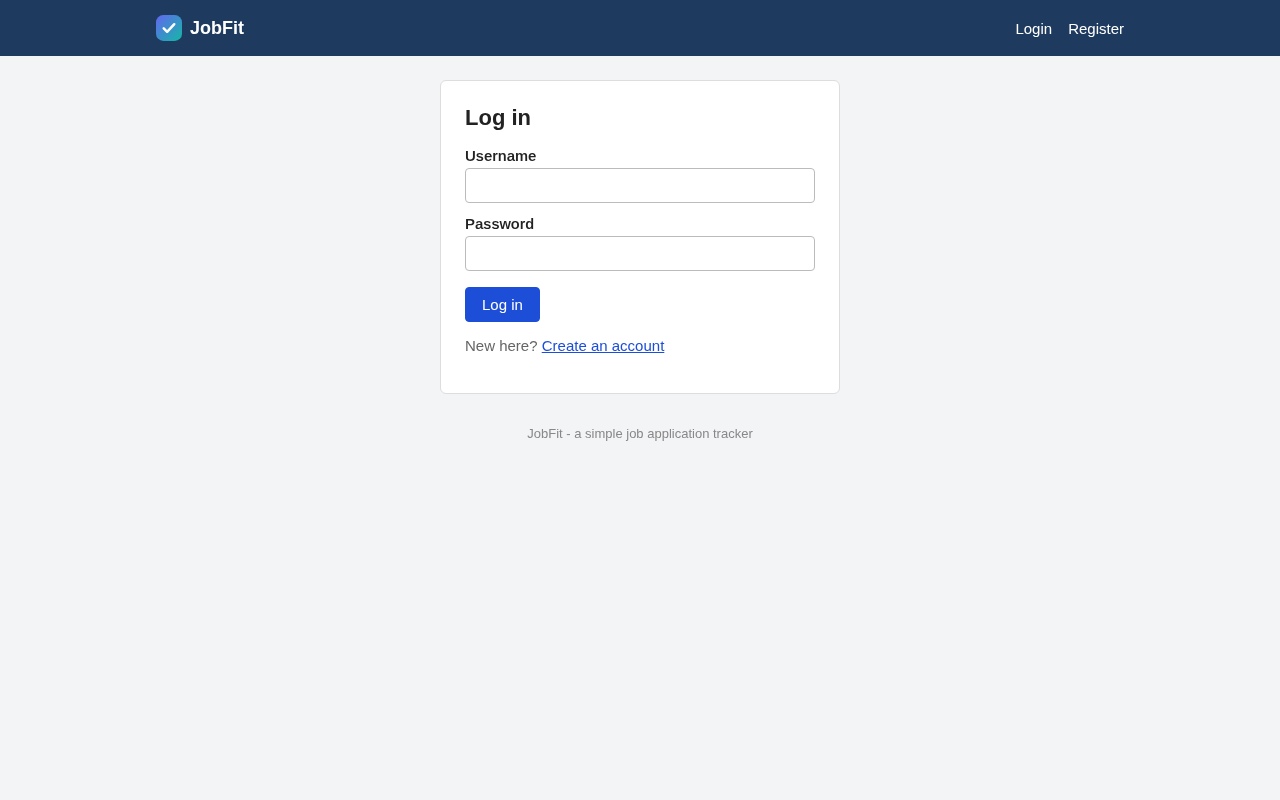 JobFit
Login Register
Log in
Username
Password
Log in
New here? Create an account
JobFit - a simple job application tracker